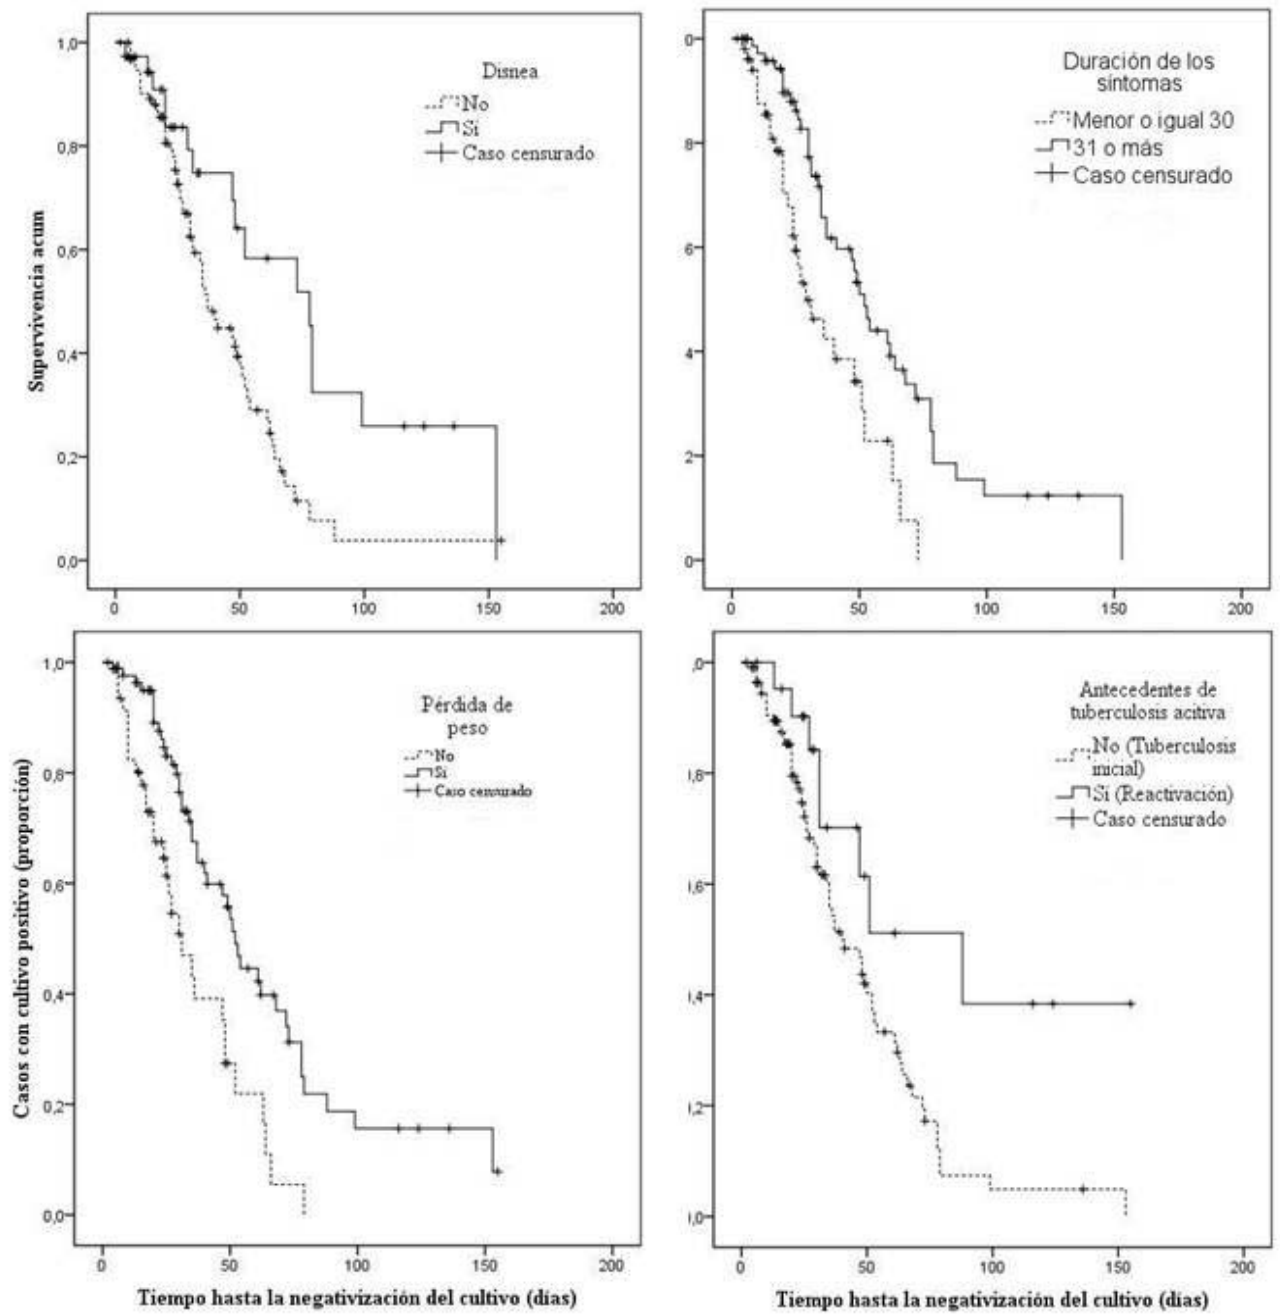 Supervivencia acum
1,0
0,8
0,6
0,4
0,2
0,0
Disnea
No
Si
Caso censurado
0 50 100 150 200
0
8
6
4
2
0
Duración de los
síntomas
Menor o igual 30
31 o más
Caso censurado
0 50 100 150 200
Casos con cultivo positivo (proporción)
1,0
0,8
0,6
0,4
0,2
0,0
Pérdida de
peso
No
Si
Caso censurado
0 50 100 150 200
Tiempo hasta la negativización del cultivo (días)
,0
,8
,6
,4
,2
,0
Antecedentes de
tuberculosis acitiva
No (Tuberculosis
inicial)
Sí (Reactivación)
Caso censurado
0 50 100 150 200
Tiempo hasta la negativización del cultivo (días)